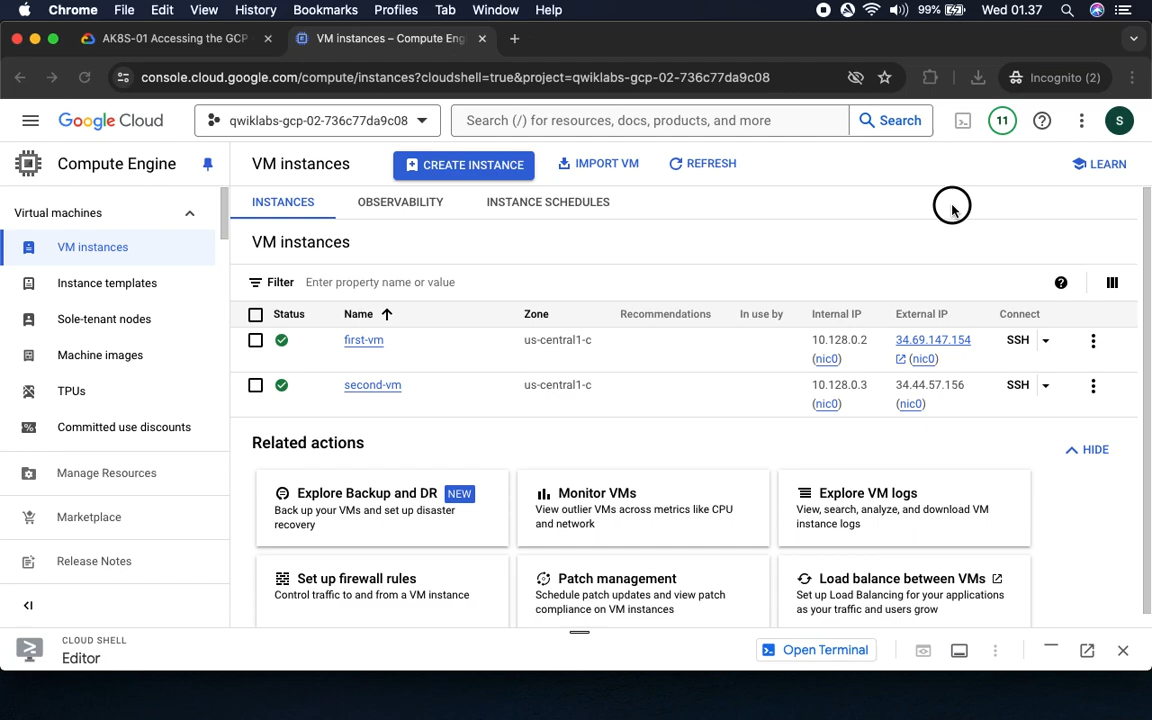 Chrome File Edit View History Bookmarks Profiles Tab Window Help 99% Wed 01.37
AK8S-01 Accessing the GCP VM instances – Compute Eng
console.cloud.google.com/compute/instances?cloudshell=true&project=qwiklabs-gcp-02-736c77da9c08 Incognito (2)
Google Cloud qwiklabs-gcp-02-736c77da9c08 Search (/) for resources, docs, products, and more Search 11 S
Compute Engine VM instances CREATE INSTANCE IMPORT VM REFRESH LEARN
Virtual machines
VM instances
Instance templates
Sole-tenant nodes
Machine images
TPUs
Committed use discounts
Manage Resources
Marketplace
Release Notes
INSTANCES OBSERVABILITY INSTANCE SCHEDULES
VM instances
Filter Enter property name or value
Status Name Zone Recommendations In use by Internal IP External IP Connect
first-vm us-central1-c 10.128.0.2 34.69.147.154 SSH
(nic0) (nic0)
second-vm us-central1-c 10.128.0.3 34.44.57.156 SSH
(nic0) (nic0)
Related actions
HIDE
Explore Backup and DR NEW
Back up your VMs and set up disaster
recovery
Monitor VMs
View outlier VMs across metrics like CPU
and network
Explore VM logs
View, search, analyze, and download VM
instance logs
Set up firewall rules
Control traffic to and from a VM instance
Patch management
Schedule patch updates and view patch
compliance on VM instances
Load balance between VMs
Set up Load Balancing for your applications
as your traffic and users grow
CLOUD SHELL
Editor
Open Terminal